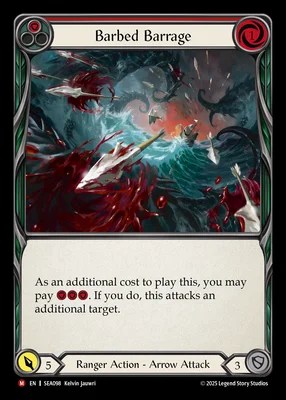 Barbed Barrage
1
As an additional cost to play this, you may
pay. If you do, this attacks an
additional target.
5
Ranger Action - Arrow Attack
3
M EN | SEA098 Kelvin Jauwri
© 2025 Legend Story Studios